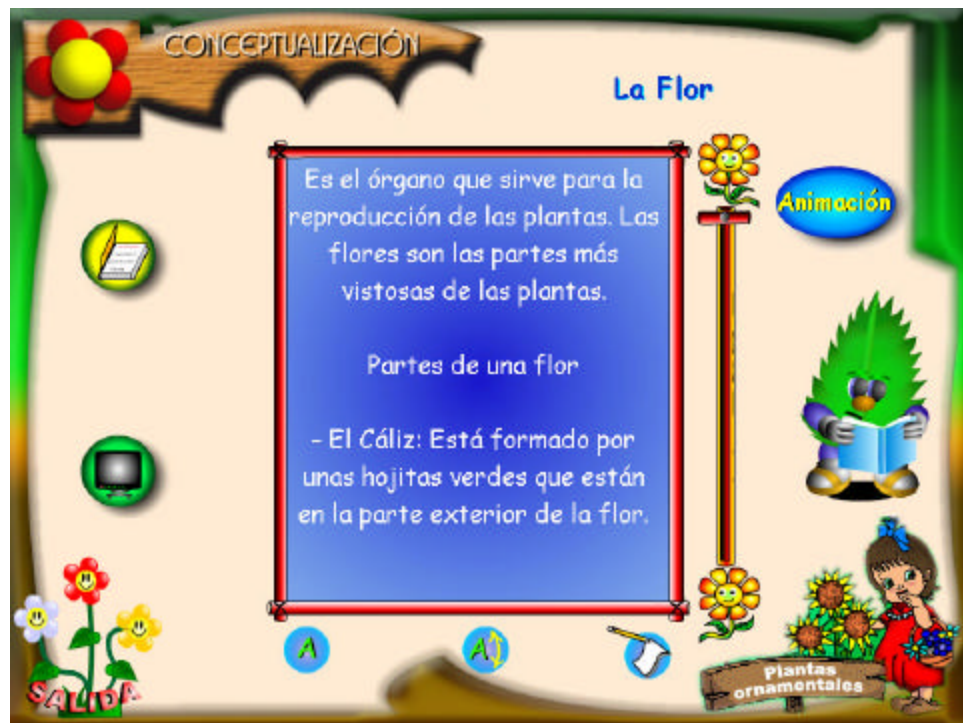 CONCEPTUALIZACIÓN
La Flor
Es el órgano que sirve para la
reproducción de las plantas. Las
flores son las partes más
vistosas de las plantas.
Partes de una flor
- El Cáliz: Está formado por
unas hojitas verdes que están
en la parte exterior de la flor.
Animación
SALIDA
A
A
Plantas
ornamentales